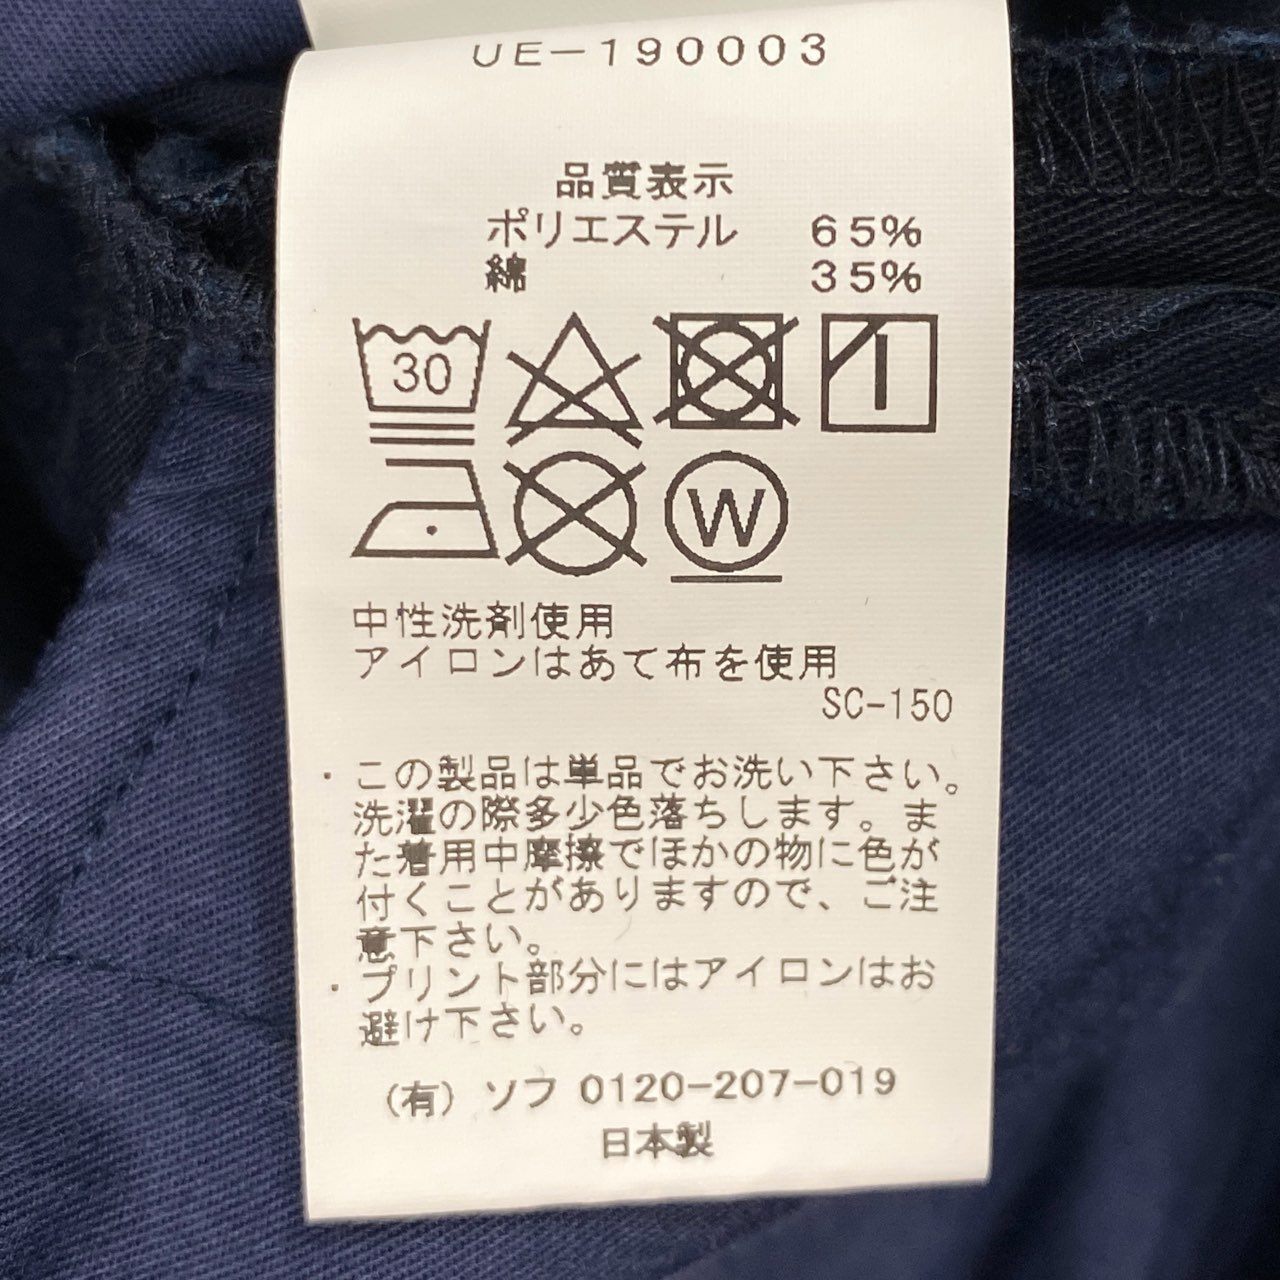 UE-190003
品質表示
ポリエステル 65%
綿 35%
30
W
中性洗剤使用
アイロンはあて布を使用
SC-150
・この製品は単品でお洗い下さい。
洗濯の際多少色落ちします。ま
た着用中摩擦でほかの物に色が
付くことがありますので、ご注
意下さい。
・プリント部分にはアイロンはお
避け下さい。
(有) ソフ 0120-207-019
日本製